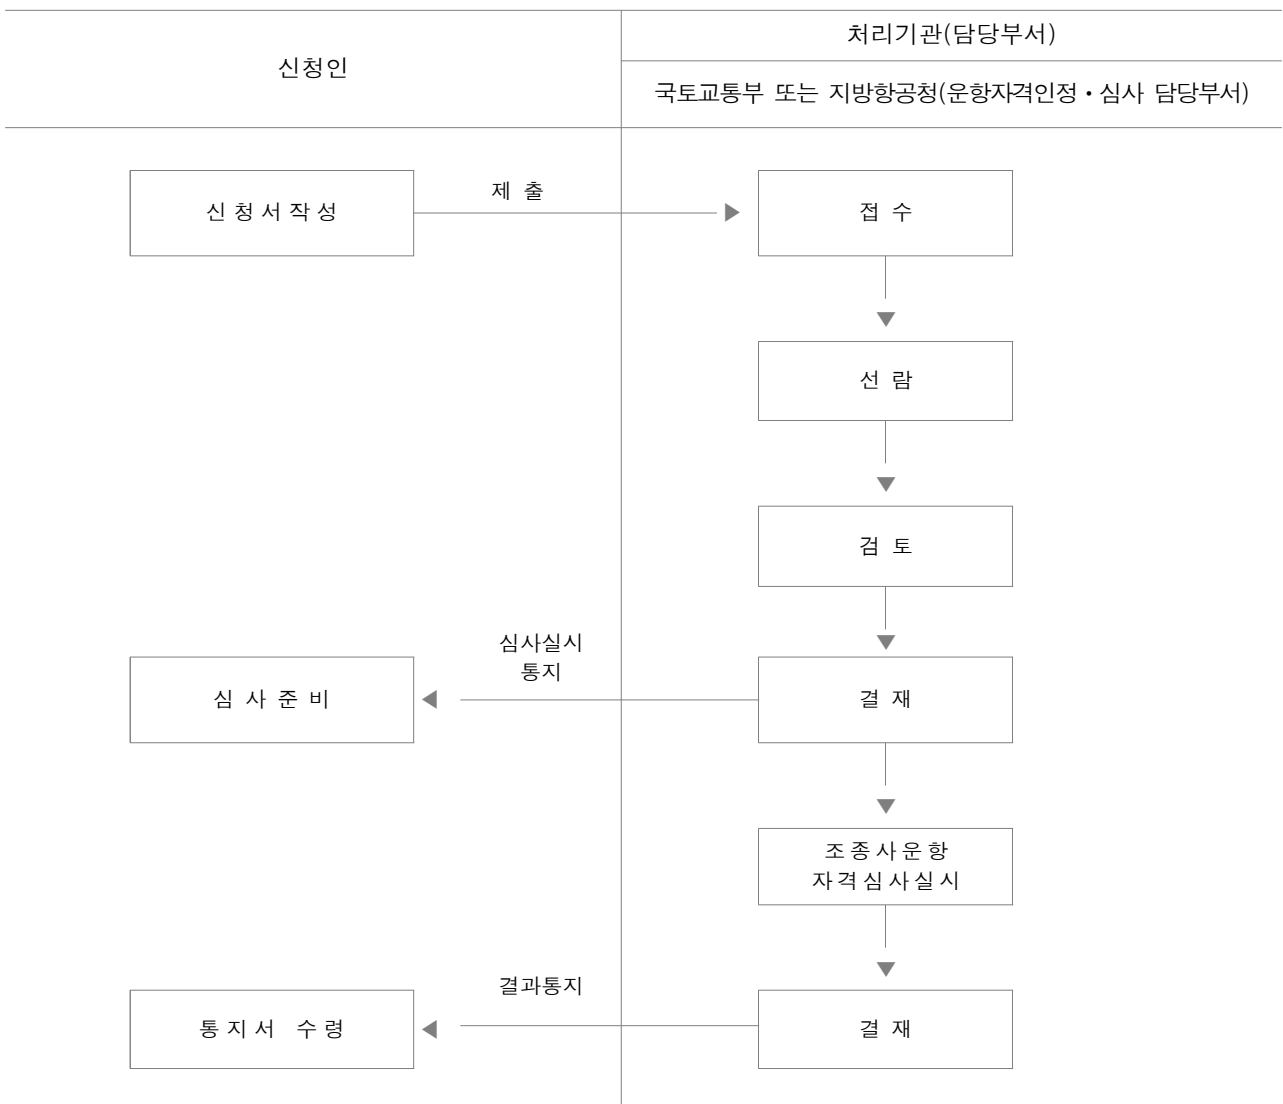 신청인
처리기관(담당부서)
국토교통부 또는 지방항공청(운항자격인정・심사 담당부서)
신청서작성
제 출
접 수
선 람
검 토
심사실시
통지
심 사 준 비
결 재
조종사운항
자격심사실시
결과통지
통지서 수령
결 재